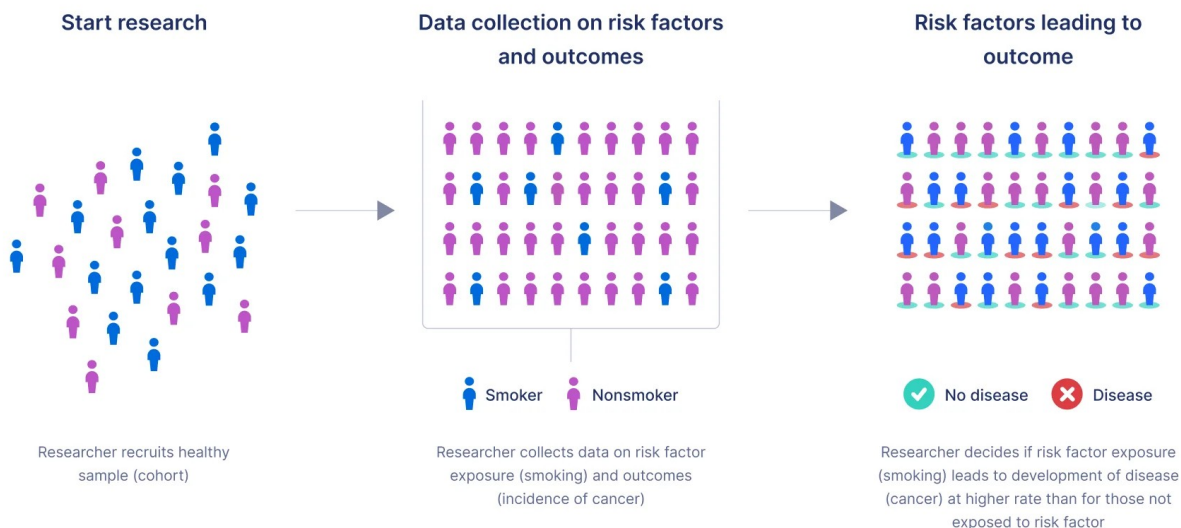 Start research
Data collection on risk factors
and outcomes
Risk factors leading to
outcome
Smoker
Nonsmoker
No disease
Disease
Researcher recruits healthy
sample (cohort)
Researcher collects data on risk factor
exposure (smoking) and outcomes
(incidence of cancer)
Researcher decides if risk factor exposure
(smoking) leads to development of disease
(cancer) at higher rate than for those not
exposed to risk factor